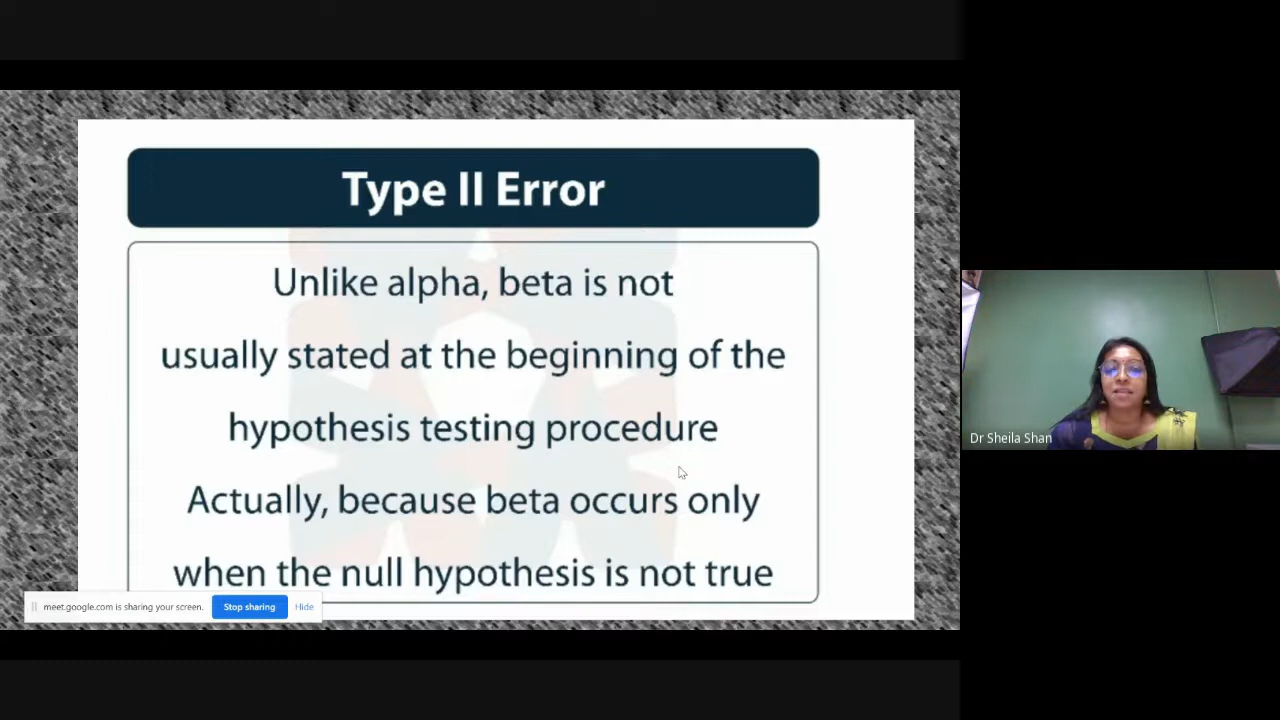 Type II Error
Unlike alpha, beta is not
usually stated at the beginning of the
hypothesis testing procedure
Actually, because beta occurs only
when the null hypothesis is not true
meet.google.com is sharing your screen.
Stop sharing
Hide
Dr Sheila Shan